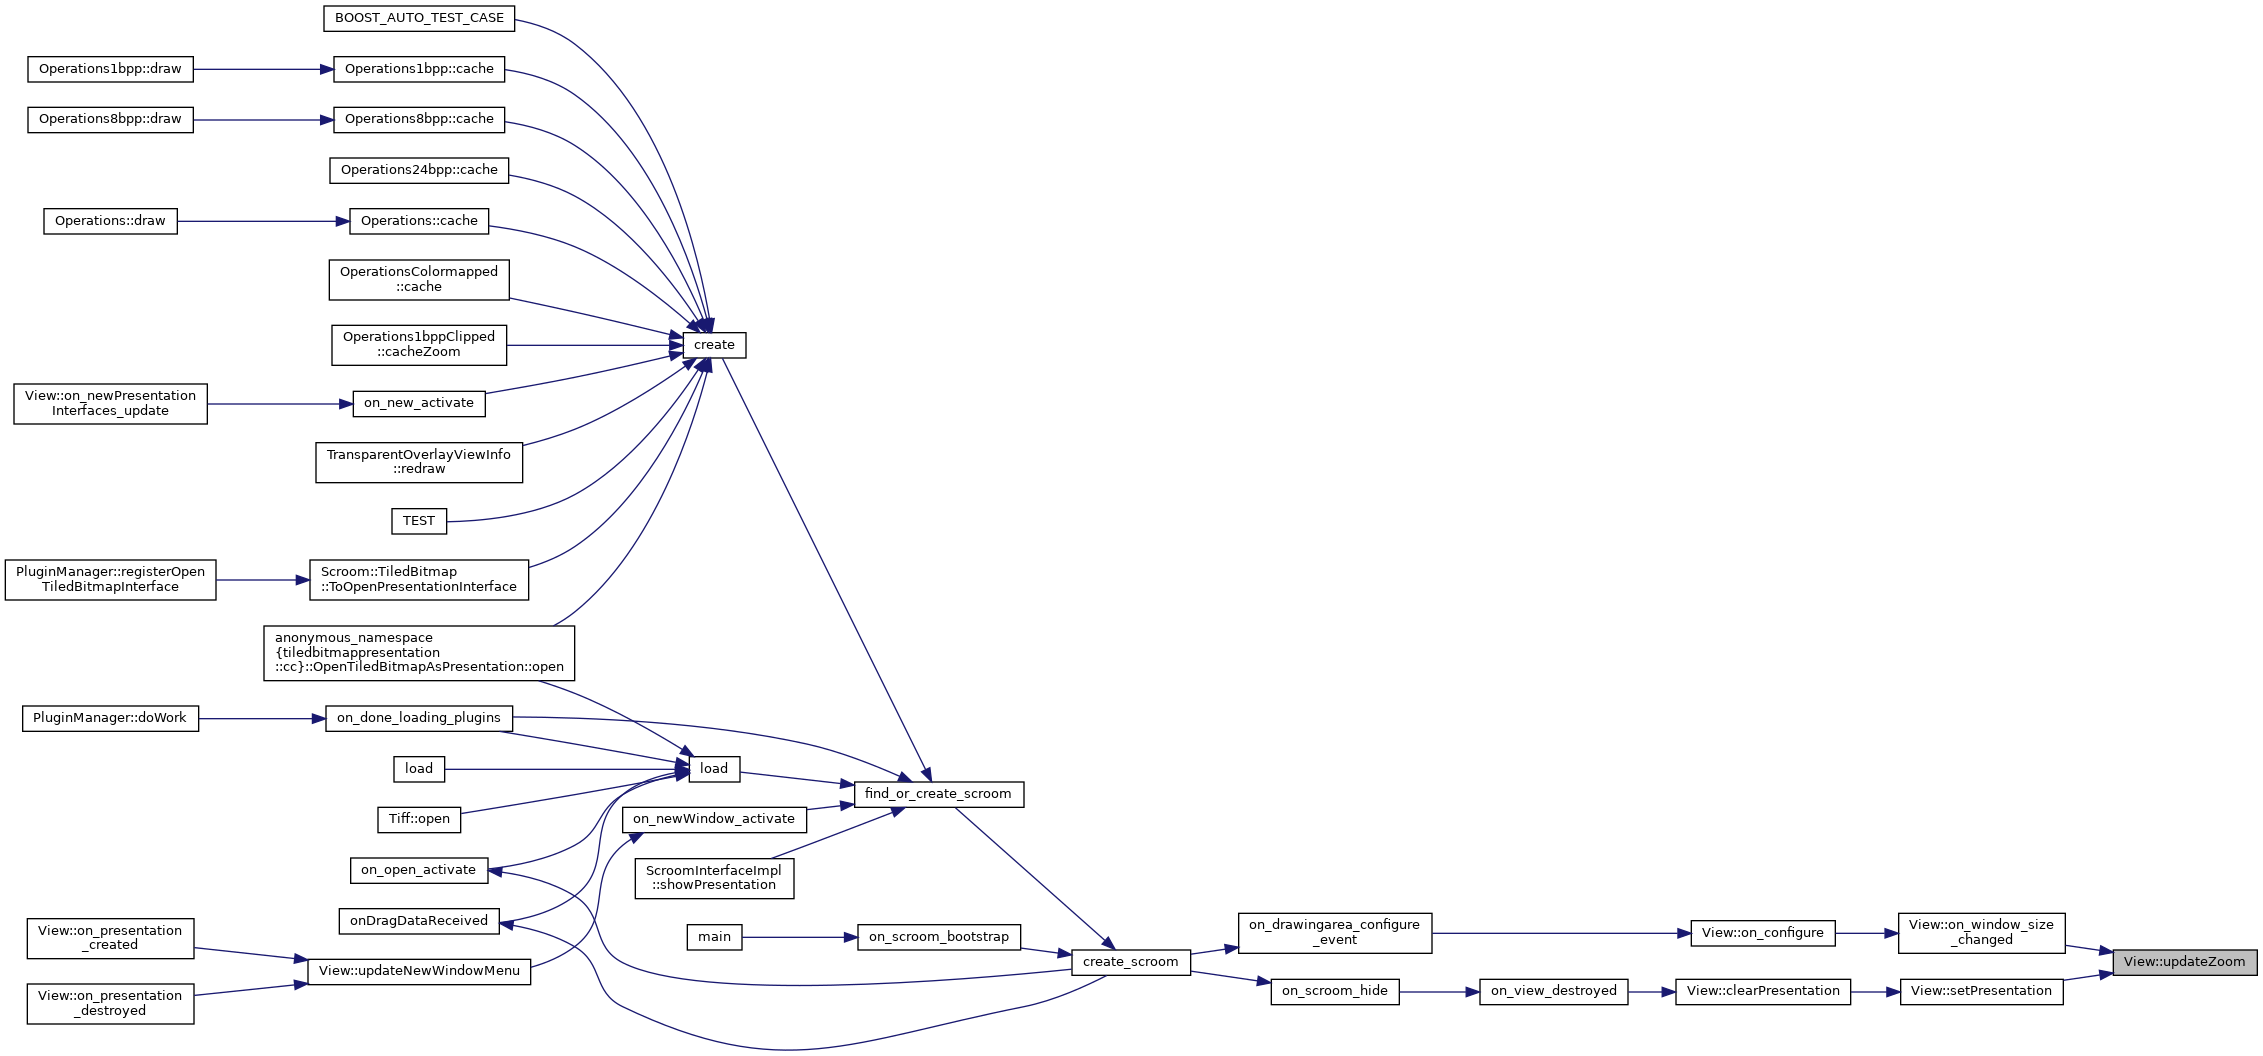 BOOST_AUTO_TEST_CASE
Operations1bpp::draw
Operations1bpp::cache
Operations8bpp::draw
Operations8bpp::cache
Operations24bpp::cache
Operations::draw
Operations::cache
OperationsColormapped
::cache
Operations1bppClipped
::cacheZoom
create
View::on_newPresentation
Interfaces_update
on_new_activate
TransparentOverlayViewInfo
::redraw
TEST
PluginManager::registerOpen
TiledBitmapInterface
Scroom::TiledBitmap
::ToOpenPresentationInterface
anonymous_namespace
{tiledbitmappresentation
::cc}::OpenTiledBitmapAsPresentation::open
PluginManager::doWork
on_done_loading_plugins
load
load
find_or_create_scroom
Tiff::open
on_newWindow_activate
on_open_activate
ScroomInterfaceImpl
::showPresentation
onDragDataReceived
View::on_presentation
_created
View::updateNewWindowMenu
View::on_presentation
_destroyed
main
on_scroom_bootstrap
create_scroom
on_drawingarea_configure
_event
View::on_configure
View::on_window_size
_changed
View::updateZoom
on_scroom_hide
on_view_destroyed
View::clearPresentation
View::setPresentation